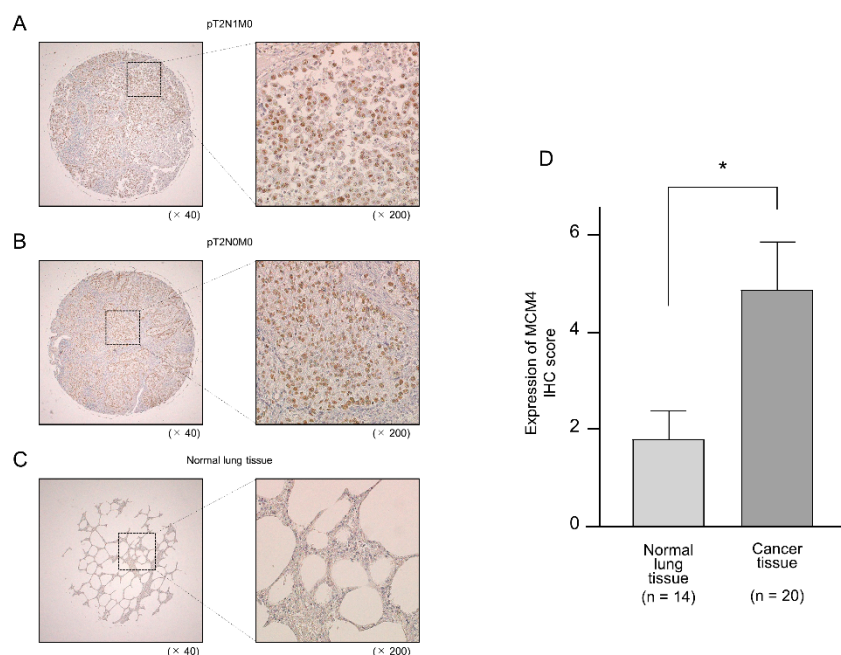 A
pT2N1M0
(× 40)
(× 200)
B
pT2N0M0
(× 40)
(× 200)
C
Normal lung tissue
(× 40)
(× 200)
D
*
Expression of MCM4
IHC score
6
4
2
0
Normal
lung
tissue
(n = 14)
Cancer
tissue
(n = 20)